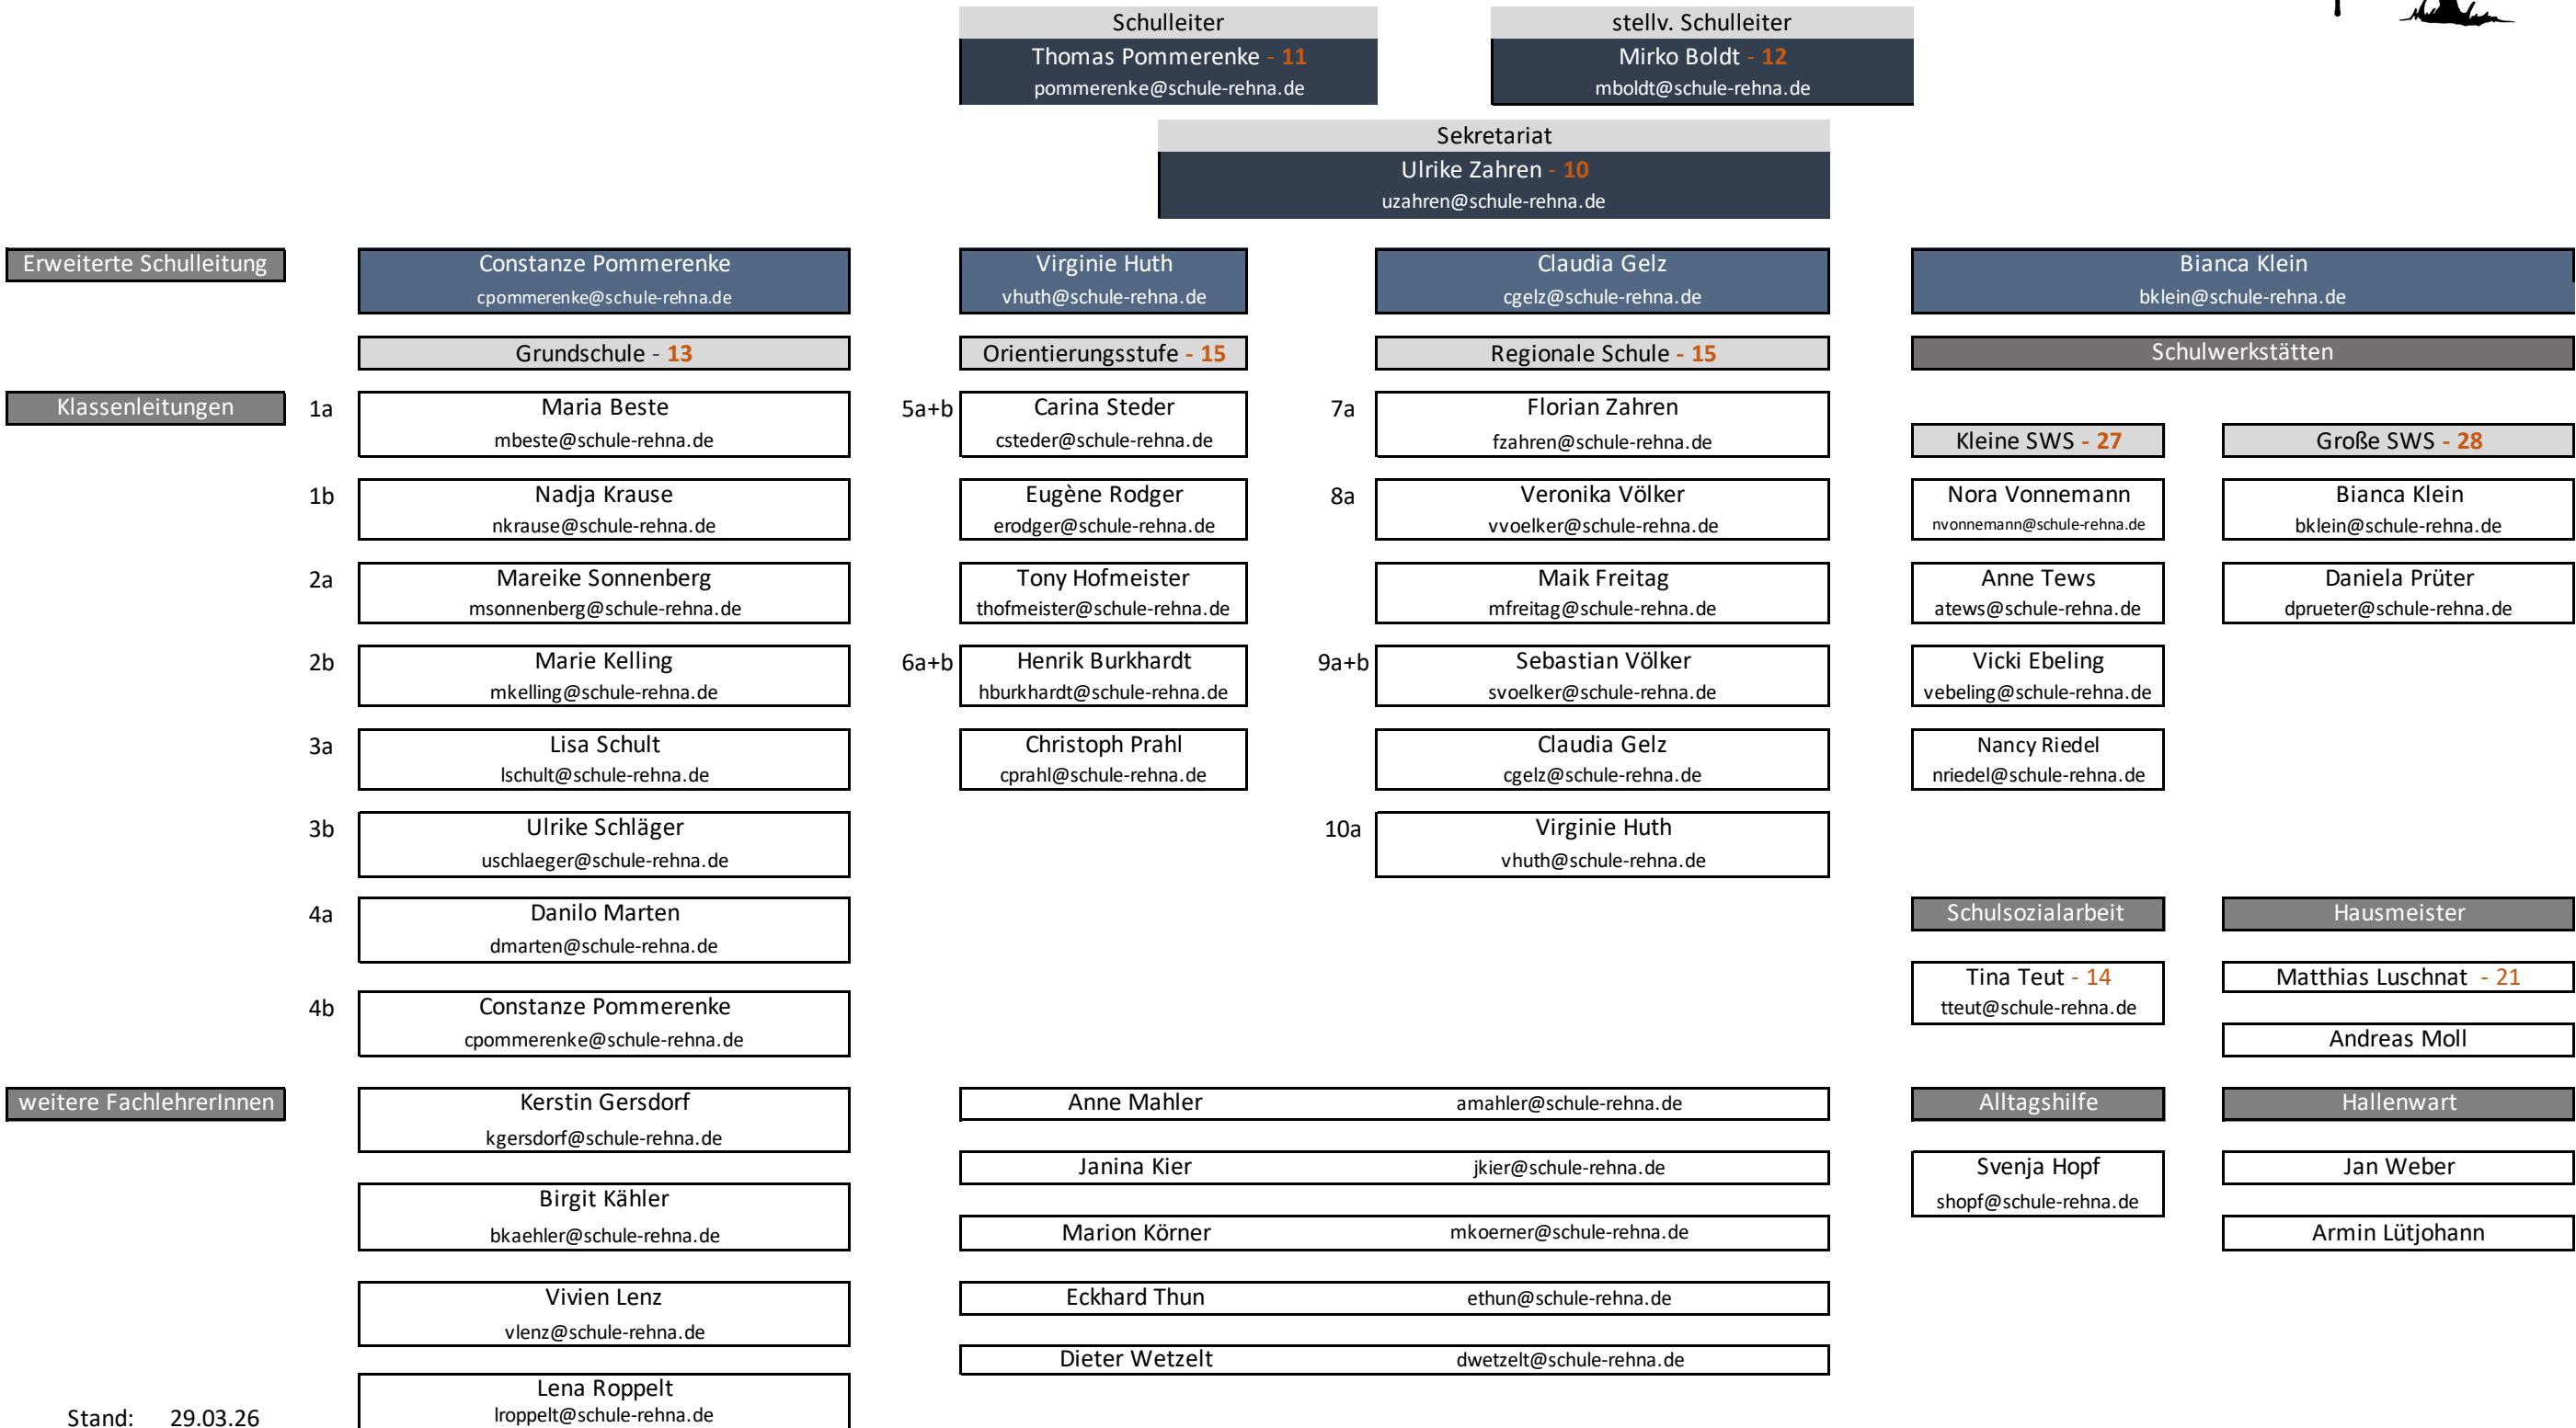 Schulleiter
Thomas Pommerenke - 11
pommerenke@schule-rehna.de
stellv. Schulleiter
Mirko Boldt - 12
mboldt@schule-rehna.de
Sekretariat
Ulrike Zahren - 10
uzahren@schule-rehna.de
Erweiterte Schulleitung
Constanze Pommerenke
cpommerenke@schule-rehna.de
Virginie Huth
vhuth@schule-rehna.de
Claudia Gelz
cgelz@schule-rehna.de
Bianca Klein
bklein@schule-rehna.de
Grundschule - 13
Orientierungsstufe - 15
Regionale Schule - 15
Schulwerkstätten
Klassenleitungen
1a
Maria Beste
mbeste@schule-rehna.de
1b
Nadja Krause
nkrause@schule-rehna.de
2a
Mareike Sonnenberg
msonnenberg@schule-rehna.de
2b
Marie Kelling
mkelling@schule-rehna.de
3a
Lisa Schult
lschult@schule-rehna.de
3b
Ulrike Schläger
uschlaeger@schule-rehna.de
4a
Danilo Marten
dmarten@schule-rehna.de
4b
Constanze Pommerenke
cpommerenke@schule-rehna.de
5a+b
Carina Steder
csteder@schule-rehna.de
Eugène Rodger
erodger@schule-rehna.de
Tony Hofmeister
thofmeister@schule-rehna.de
6a+b
Henrik Burkhardt
hburkhardt@schule-rehna.de
Christoph Prahl
cprahl@schule-rehna.de
7a
Florian Zahren
fzahren@schule-rehna.de
8a
Veronika Völker
vvoelker@schule-rehna.de
Maik Freitag
mfreitag@schule-rehna.de
9a+b
Sebastian Völker
svoelker@schule-rehna.de
Claudia Gelz
cgelz@schule-rehna.de
10a
Virginie Huth
vhuth@schule-rehna.de
Kleine SWS - 27
Nora Vonnemann
nvonnemann@schule-rehna.de
Anne Tews
atews@schule-rehna.de
Vicki Ebeling
vebeling@schule-rehna.de
Nancy Riedel
nriedel@schule-rehna.de
Große SWS - 28
Bianca Klein
bklein@schule-rehna.de
Daniela Prüter
dprueter@schule-rehna.de
Schulsozialarbeit
Tina Teut - 14
tteut@schule-rehna.de
Hausmeister
Matthias Luschnat - 21
Andreas Moll
weitere FachlehrerInnen
Kerstin Gersdorf
kgersdorf@schule-rehna.de
Birgit Kähler
bkaehler@schule-rehna.de
Vivien Lenz
vlenz@schule-rehna.de
Lena Roppelt
lroppelt@schule-rehna.de
Anne Mahler amahler@schule-rehna.de
Janina Kier jkier@schule-rehna.de
Marion Körner mkoerner@schule-rehna.de
Eckhard Thun ethun@schule-rehna.de
Dieter Wetzelt dwetzelt@schule-rehna.de
Alltagshilfe
Svenja Hopf
shopf@schule-rehna.de
Hallenwart
Jan Weber
Armin Lütjohann
Stand: 29.03.26